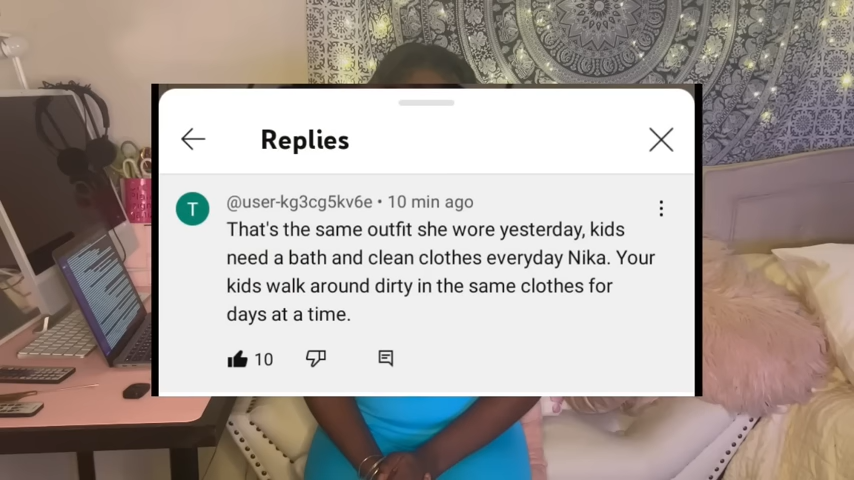 Replies
T
@user-kg3cg5kv6e • 10 min ago
That's the same outfit she wore yesterday, kids
need a bath and clean clothes everyday Nika. Your
kids walk around dirty in the same clothes for
days at a time.
10